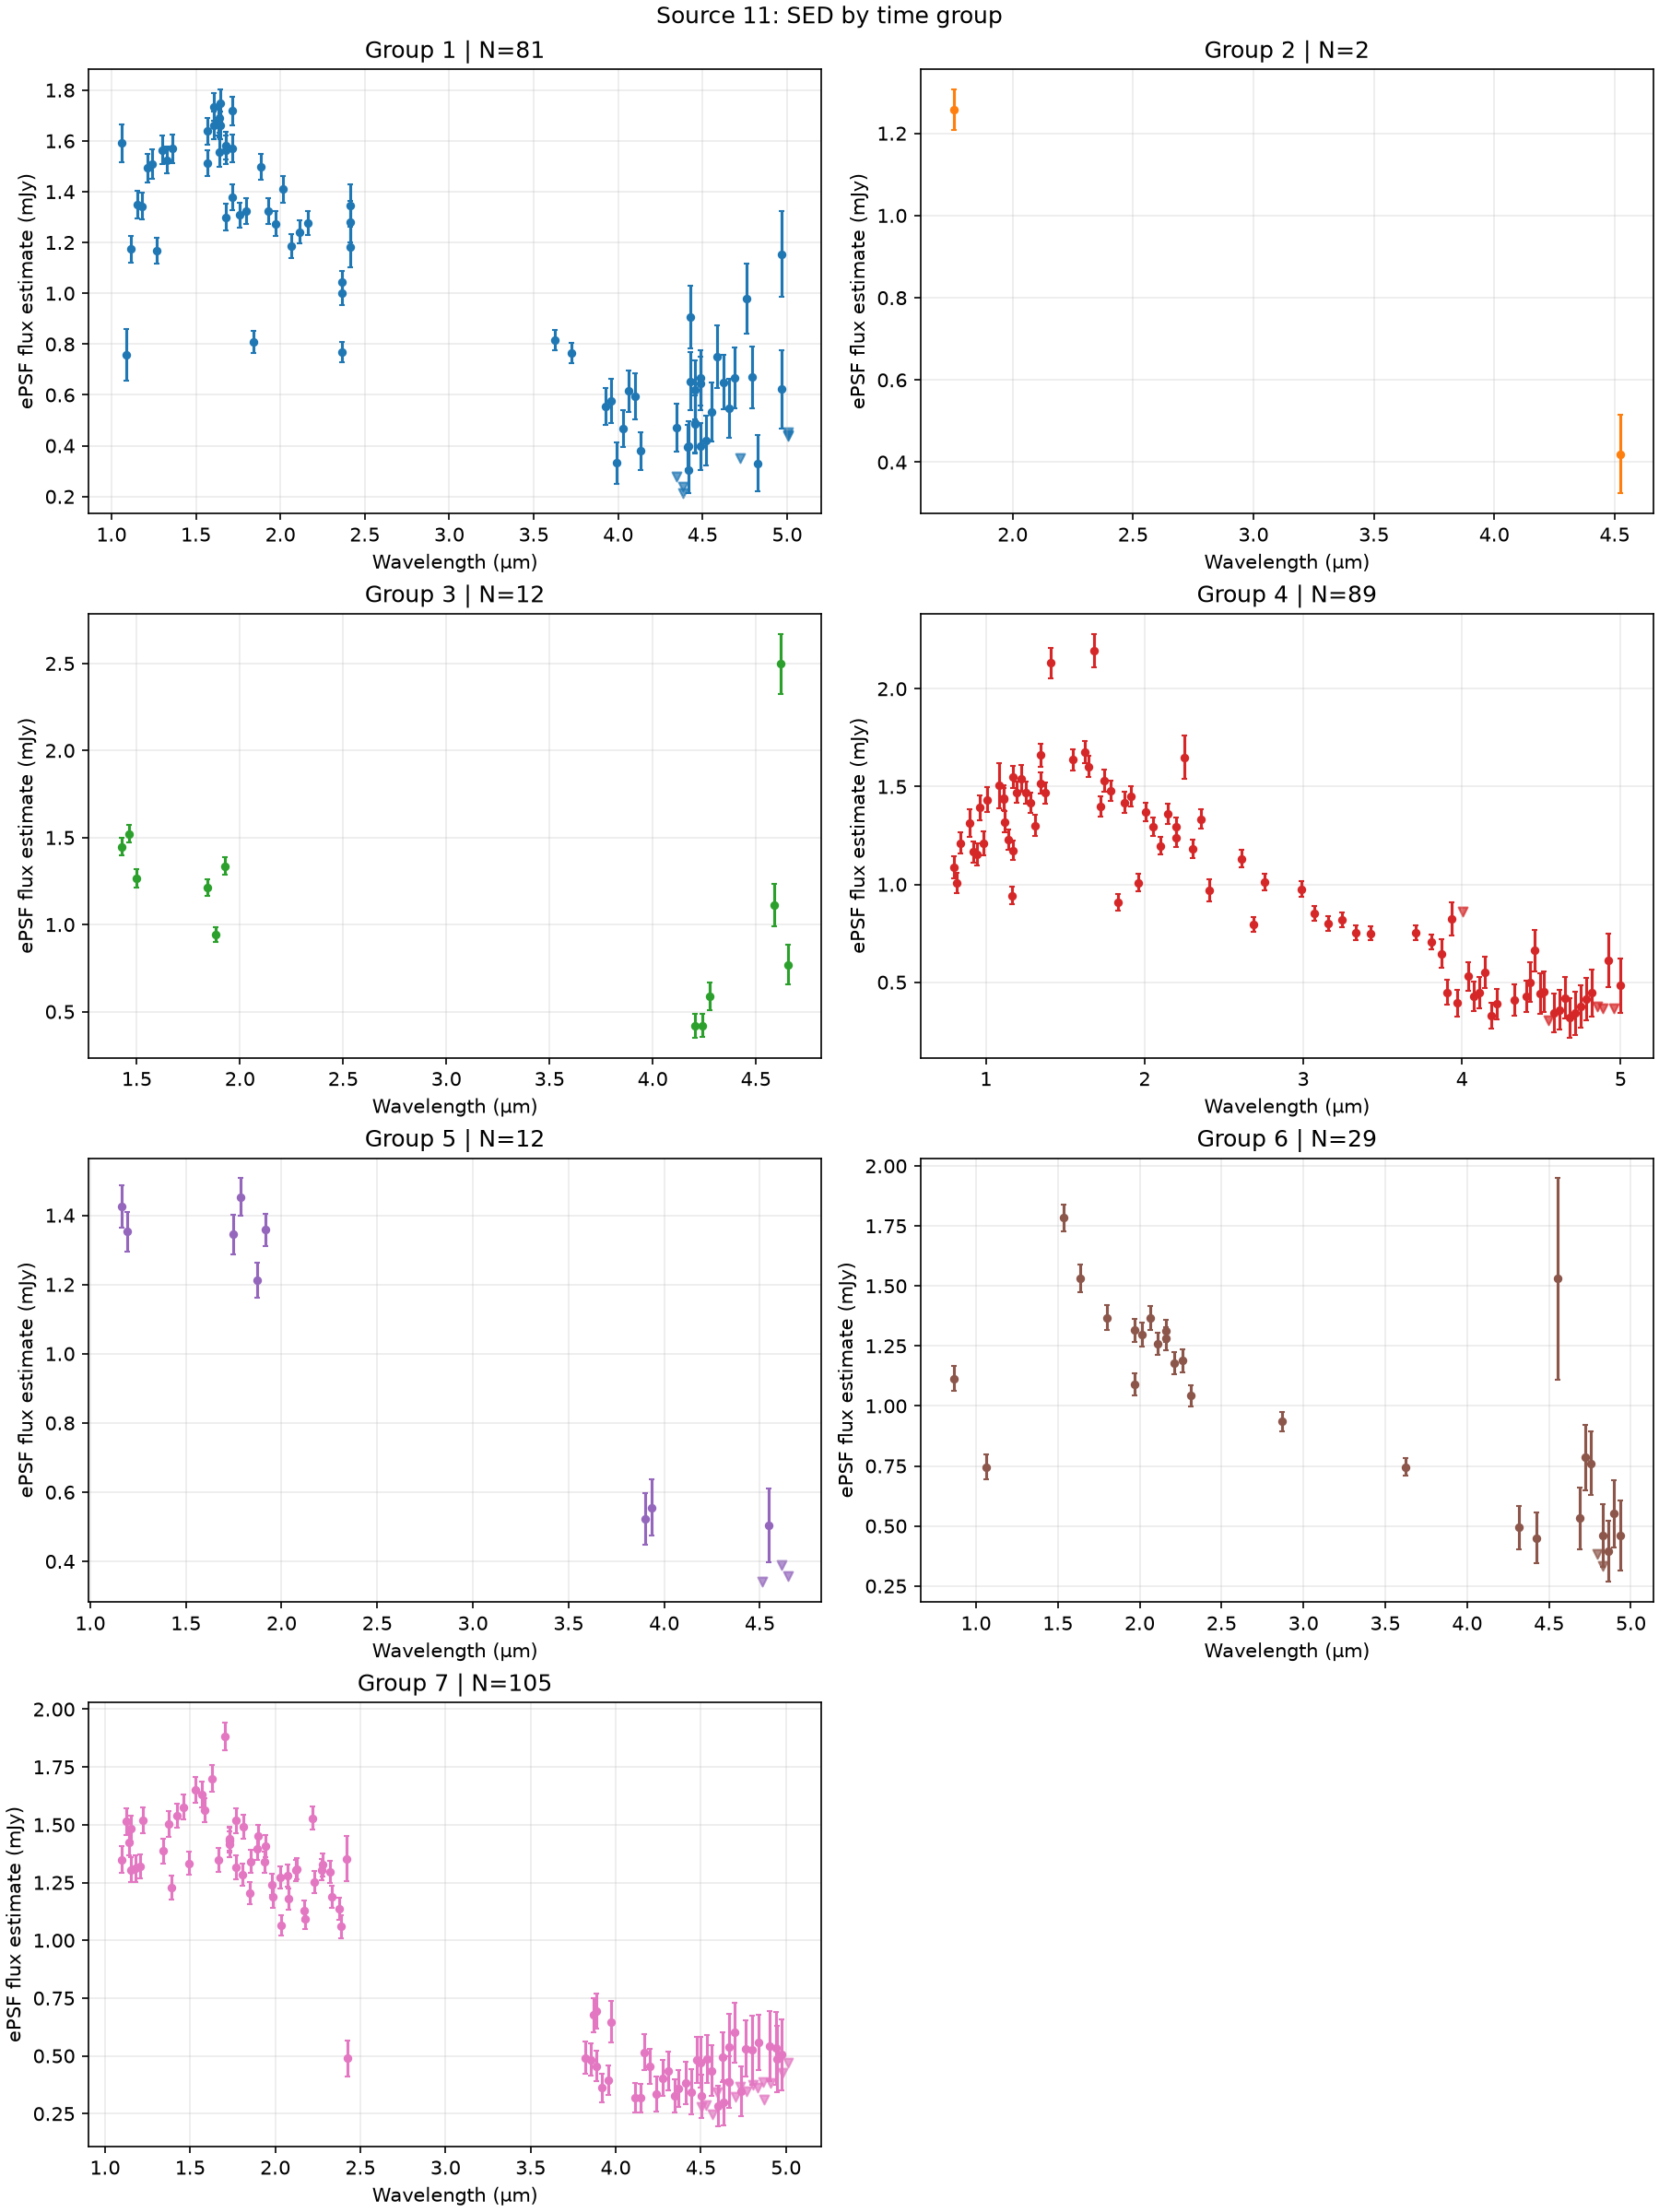 Source 11: SED by time group
Group 1 | N=81
1.8
1.6
1.4
1.2
1.0
0.8
0.6
0.4
0.2
ePSF flux estimate (mJy)
1.0 1.5 2.0 2.5 3.0 3.5 4.0 4.5 5.0
Wavelength (μm)
Group 2 | N=2
1.2
1.0
0.8
0.6
0.4
ePSF flux estimate (mJy)
2.0 2.5 3.0 3.5 4.0 4.5
Wavelength (μm)
Group 3 | N=12
2.5
2.0
1.5
1.0
0.5
ePSF flux estimate (mJy)
1.5 2.0 2.5 3.0 3.5 4.0 4.5
Wavelength (μm)
Group 4 | N=89
2.0
1.5
1.0
0.5
ePSF flux estimate (mJy)
1 2 3 4 5
Wavelength (μm)
Group 5 | N=12
1.4
1.2
1.0
0.8
0.6
0.4
ePSF flux estimate (mJy)
1.0 1.5 2.0 2.5 3.0 3.5 4.0 4.5
Wavelength (μm)
Group 6 | N=29
2.00
1.75
1.50
1.25
1.00
0.75
0.50
0.25
ePSF flux estimate (mJy)
1.0 1.5 2.0 2.5 3.0 3.5 4.0 4.5 5.0
Wavelength (μm)
Group 7 | N=105
2.00
1.75
1.50
1.25
1.00
0.75
0.50
0.25
ePSF flux estimate (mJy)
1.0 1.5 2.0 2.5 3.0 3.5 4.0 4.5 5.0
Wavelength (μm)